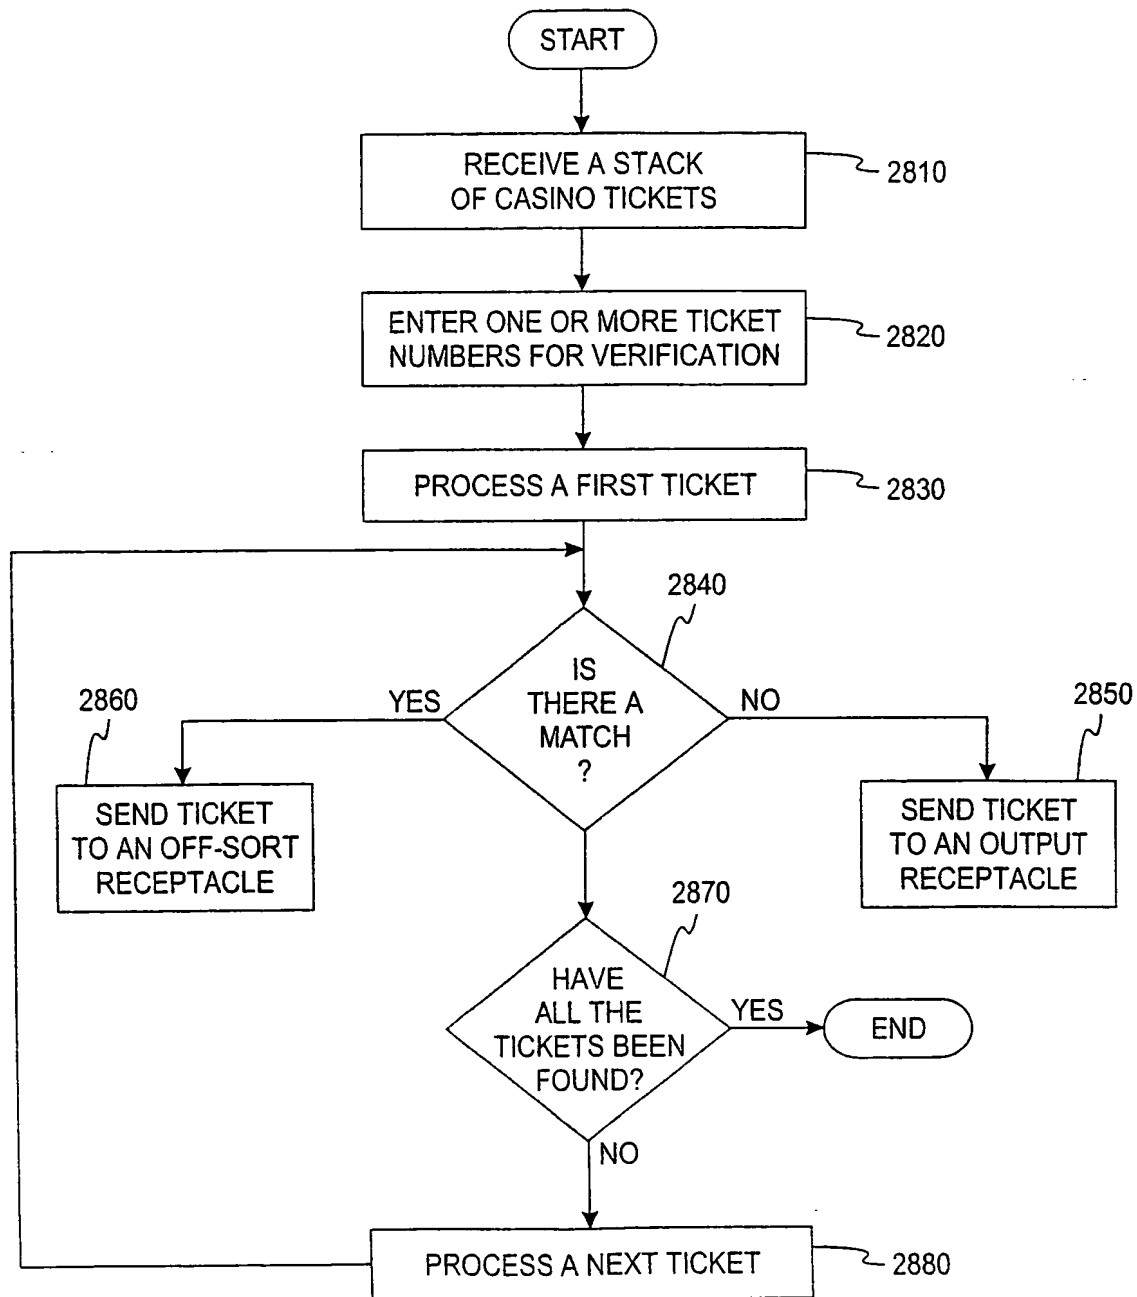 START
RECEIVE A STACK
OF CASINO TICKETS
2810
ENTER ONE OR MORE TICKET
NUMBERS FOR VERIFICATION
2820
PROCESS A FIRST TICKET
2830
2840
IS
THERE A
MATCH
?
YES
NO
2860
SEND TICKET
TO AN OFF-SORT
RECEPTACLE
2850
SEND TICKET
TO AN OUTPUT
RECEPTACLE
2870
HAVE
ALL THE
TICKETS BEEN
FOUND?
YES
END
NO
PROCESS A NEXT TICKET
2880